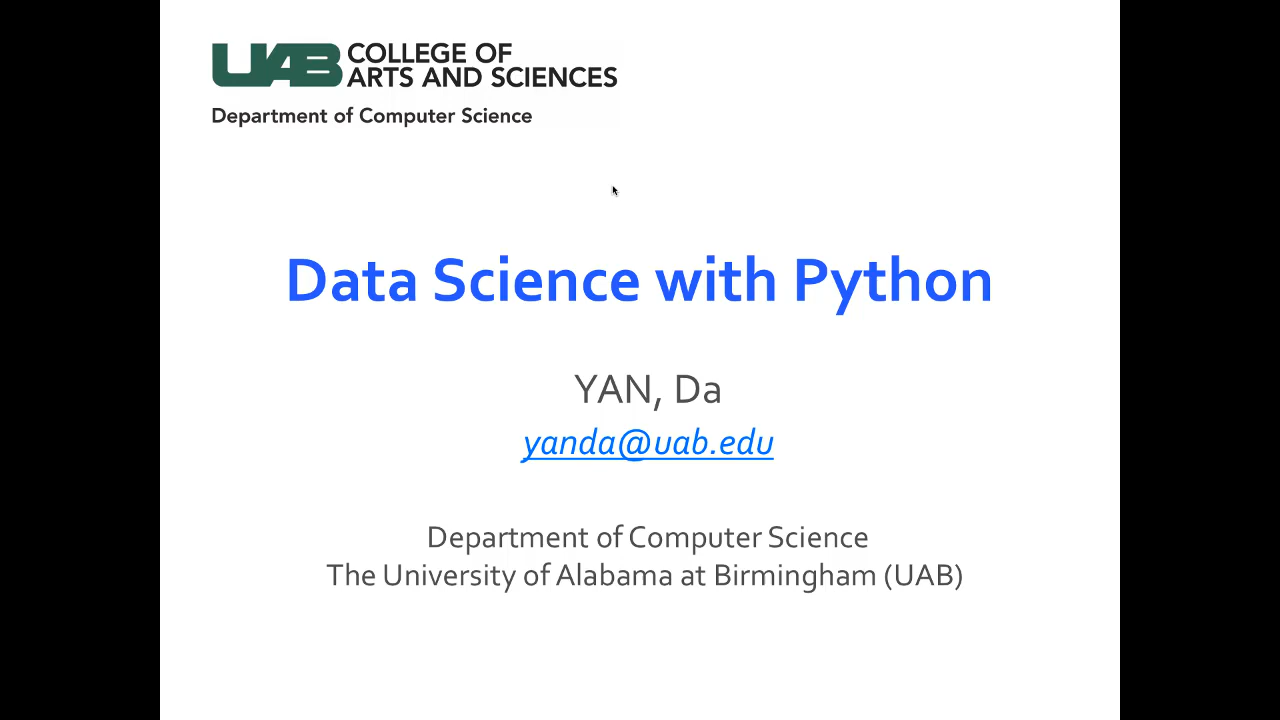 UAB COLLEGE OF
ARTS AND SCIENCES
Department of Computer Science
Data Science with Python
YAN, Da
yanda@uab.edu
Department of Computer Science
The University of Alabama at Birmingham (UAB)